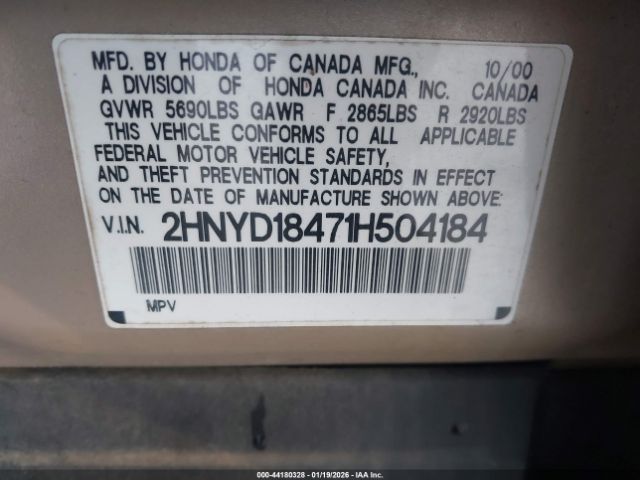 MFD. BY HONDA OF CANADA MFG., 10/00
A DIVISION OF HONDA CANADA INC. CANADA
GVWR 5690LBS GAWR F 2865LBS R 2920LBS
THIS VEHICLE CONFORMS TO ALL APPLICABLE
FEDERAL MOTOR VEHICLE SAFETY,
AND THEFT PREVENTION STANDARDS IN EFFECT
ON THE DATE OF MANUFACTURE SHOWN ABOVE:
V.I.N. 2HNYD18471H504184
MPV
000-44180328 - 01/19/2026 - IAA Inc.